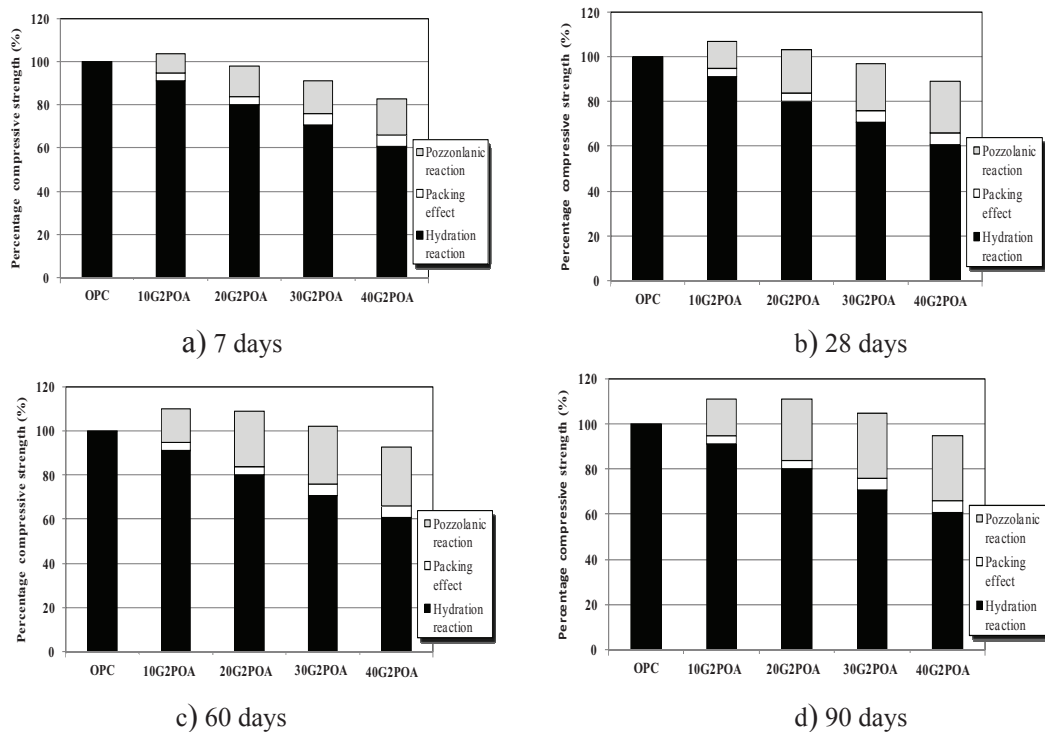 Percentage compressive strength (%)
120
100
80
60
40
20
0
OPC 10G2POA 20G2POA 30G2POA 40G2POA
Pozzonlanic
reaction
Packing
effect
Hydration
reaction
a) 7 days
Percentage compressive strength (%)
120
100
80
60
40
20
0
OPC 10G2POA 20G2POA 30G2POA 40G2POA
Pozzolanic
reaction
Packing
effect
Hydration
reaction
b) 28 days
Percentage compressive strength (%)
120
100
80
60
40
20
0
OPC 10G2POA 20G2POA 30G2POA 40G2POA
Pozzolanic
reaction
Packing
effect
Hydration
reaction
c) 60 days
Percentage compressive strength (%)
120
100
80
60
40
20
0
OPC 10G2POA 20G2POA 30G2POA 40G2POA
Pozzolanic
reaction
Packing
effect
Hydration
reaction
d) 90 days